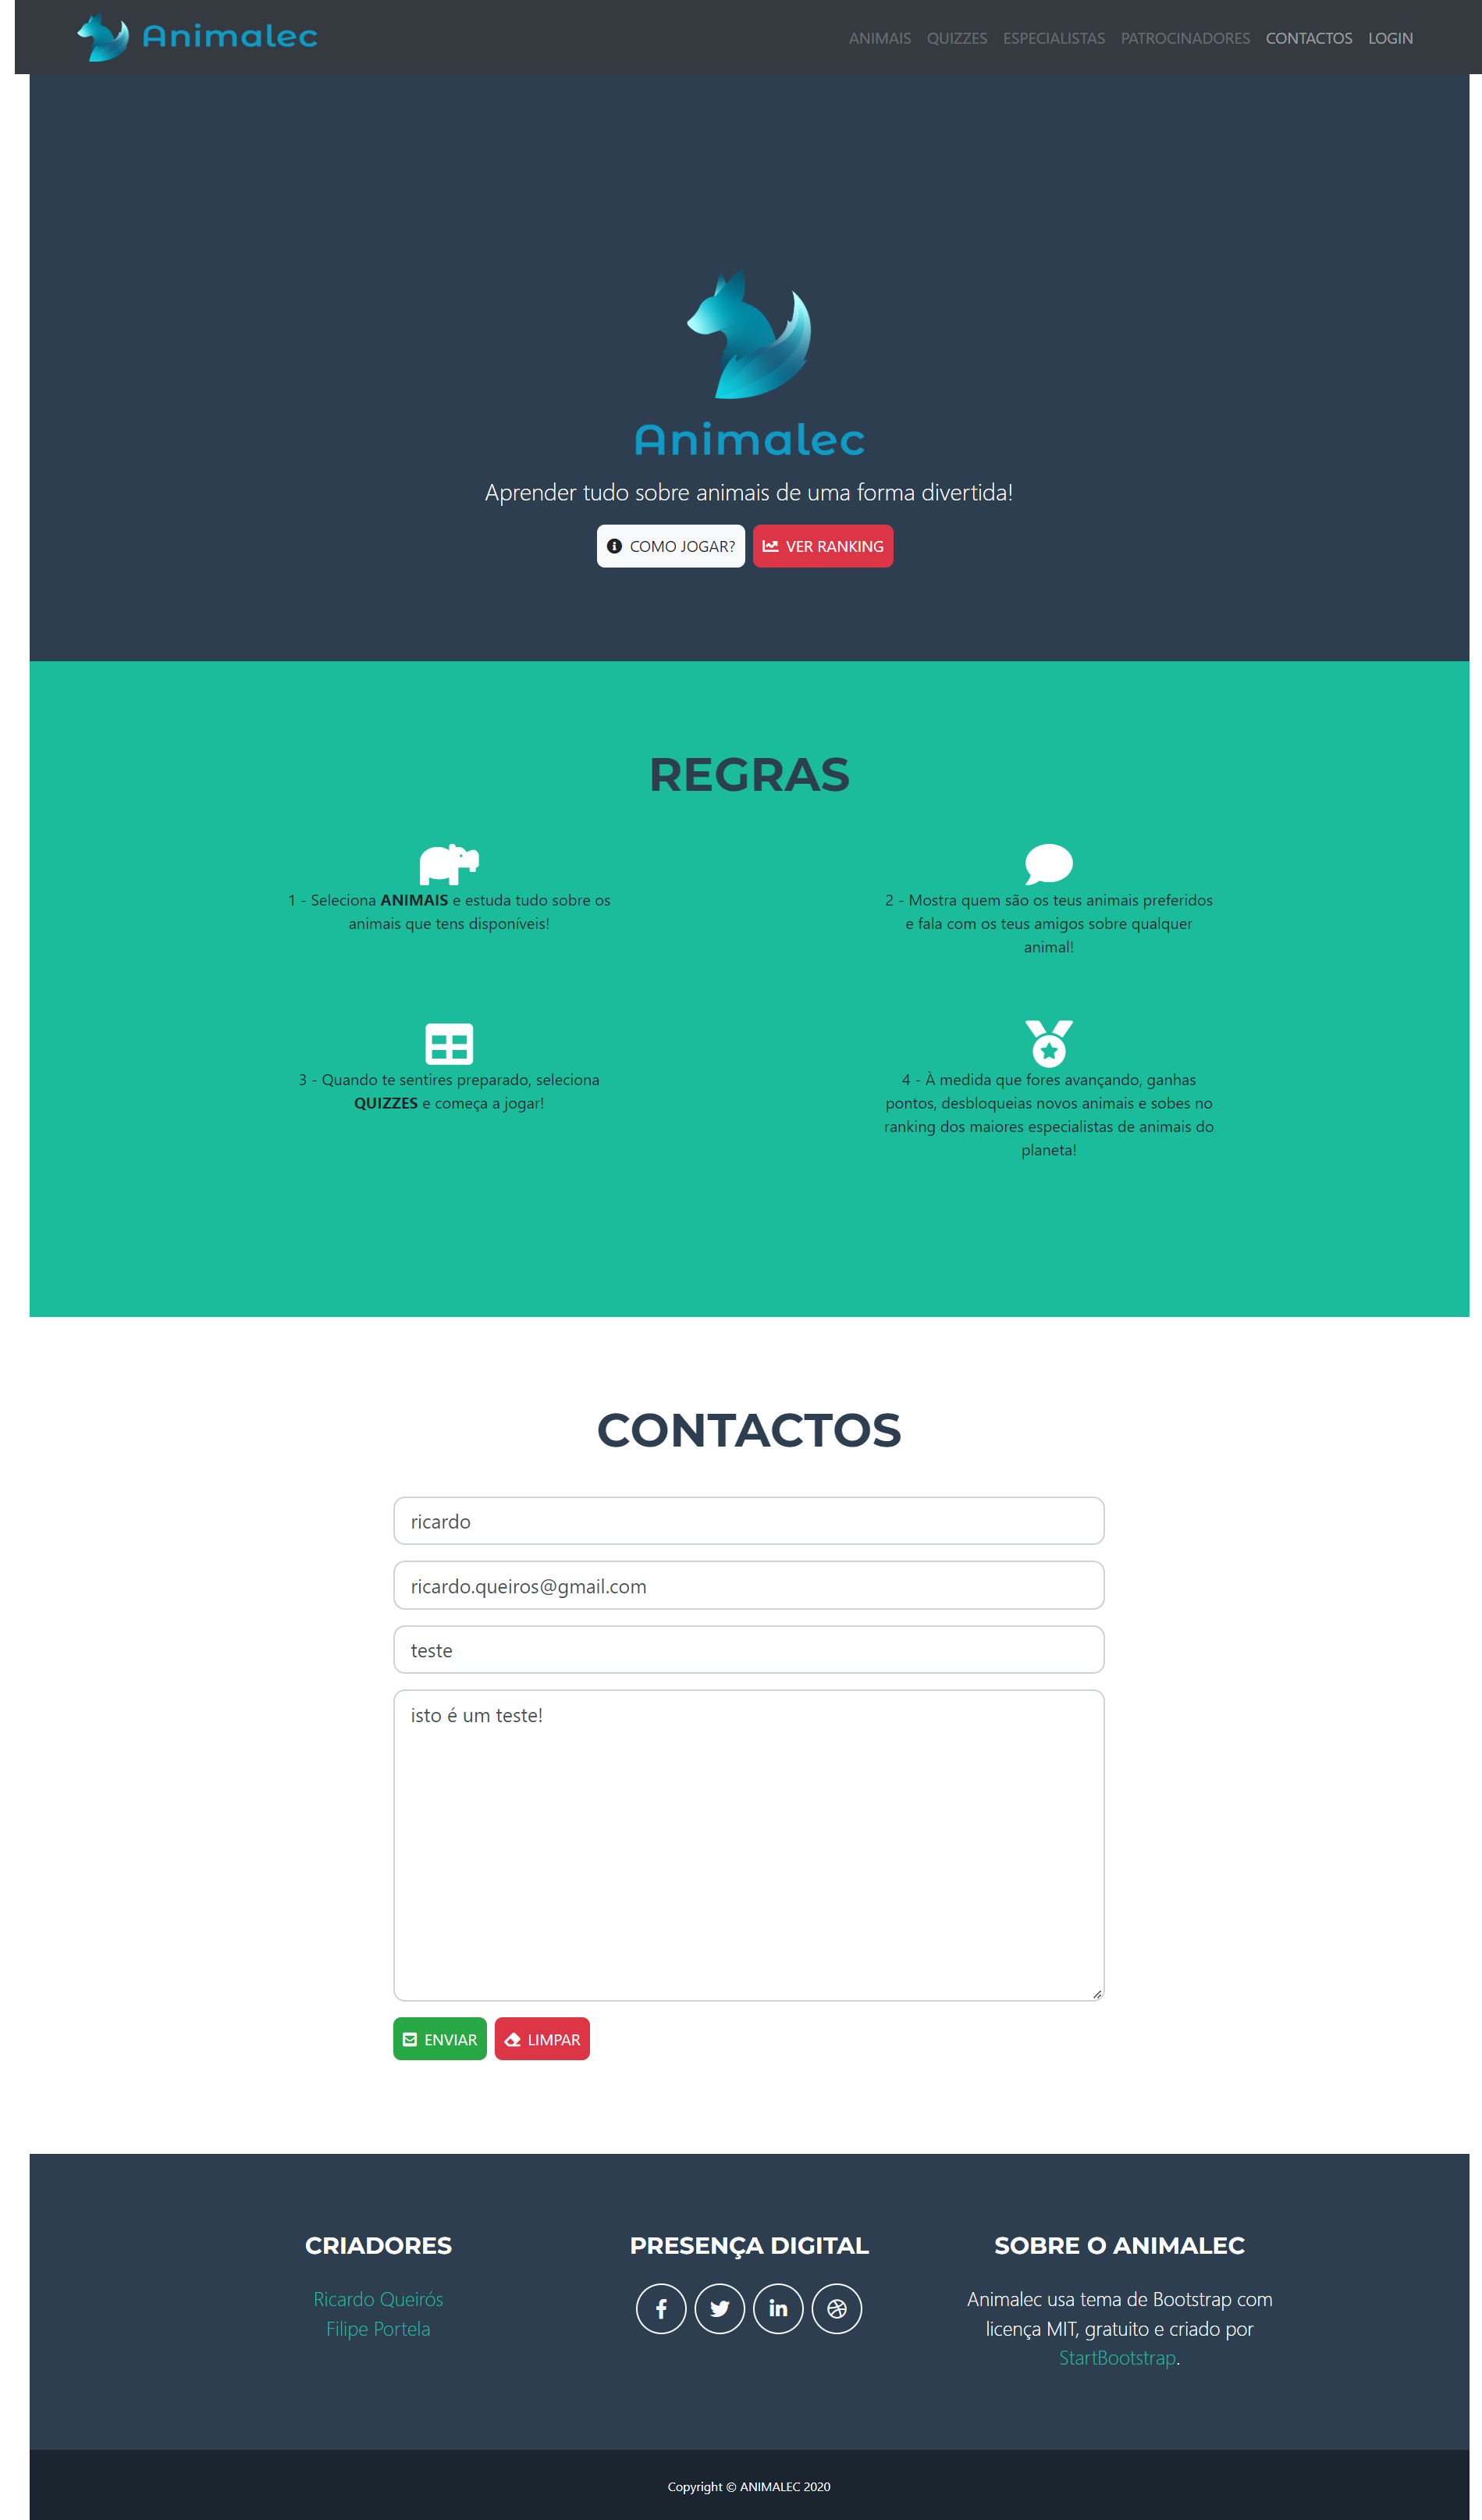 Animalec
ANIMAIS QUIZZES ESPECIALISTAS PATROCINADORES CONTACTOS LOGIN
Animalec
Aprender tudo sobre animais de uma forma divertida!
COMO JOGAR? VER RANKING
REGRAS
1 - Seleciona ANIMAIS e estuda tudo sobre os
animais que tens disponíveis!
2 - Mostra quem são os teus animais preferidos
e fala com os teus amigos sobre qualquer
animal!
3 - Quando te sentires preparado, seleciona
QUIZZES e começa a jogar!
4 - À medida que fores avançando, ganhas
pontos, desbloqueias novos animais e sobes no
ranking dos maiores especialistas de animais do
planeta!
CONTACTOS
ricardo
ricardo.queiros@gmail.com
teste
isto é um teste!
ENVIAR LIMPAR
CRIADORES
Ricardo Queirós
Filipe Portela
PRESENÇA DIGITAL
SOBRE O ANIMALEC
Animalec usa tema de Bootstrap com
licença MIT, gratuito e criado por
StartBootstrap.
Copyright © ANIMALEC 2020